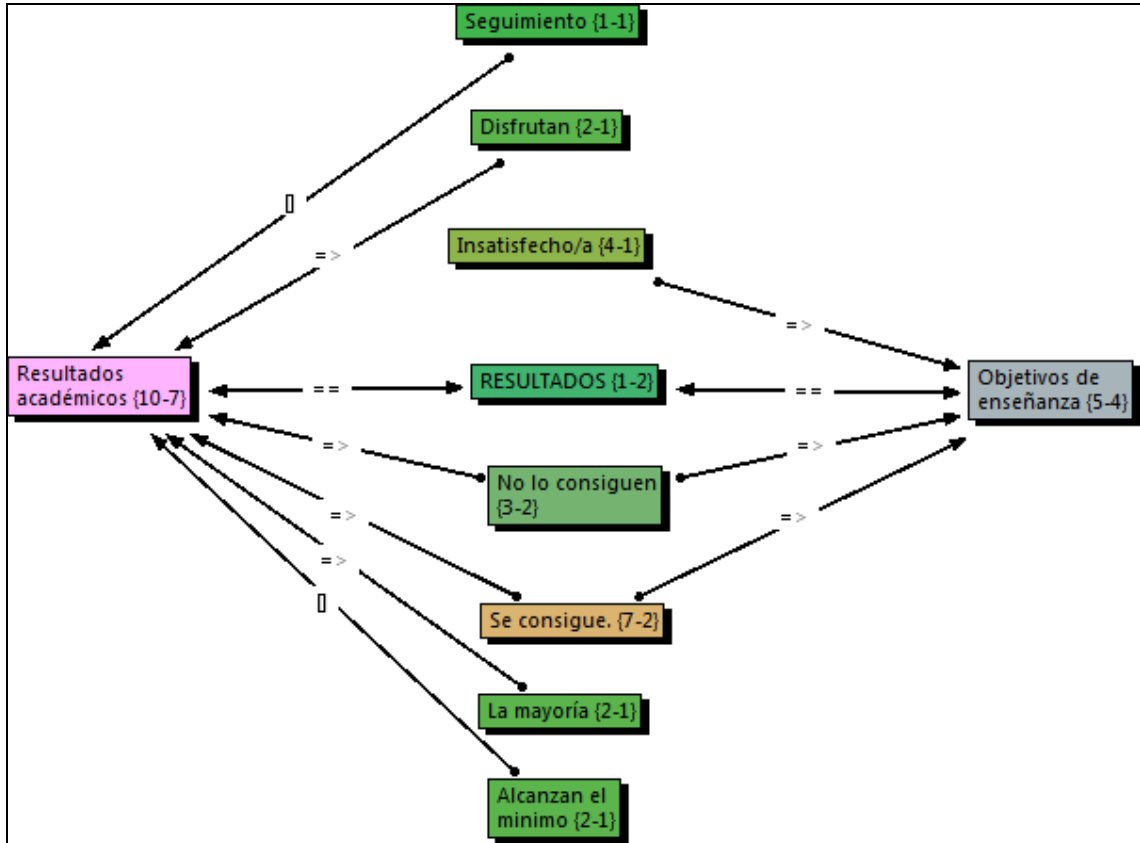 Seguimiento {1-1}
Disfrutan {2-1}
[]
Insatisfecho/a {4-1}
=>
=>
Resultados
académicos {10-7}
==
RESULTADOS {1-2}
==
Objetivos de
enseñanza {5-4}
=>
No lo consiguen
{3-2}
=>
=>
=>
=>
[]
Se consigue. {7-2}
La mayoría {2-1}
Alcanzan el
minimo {2-1}